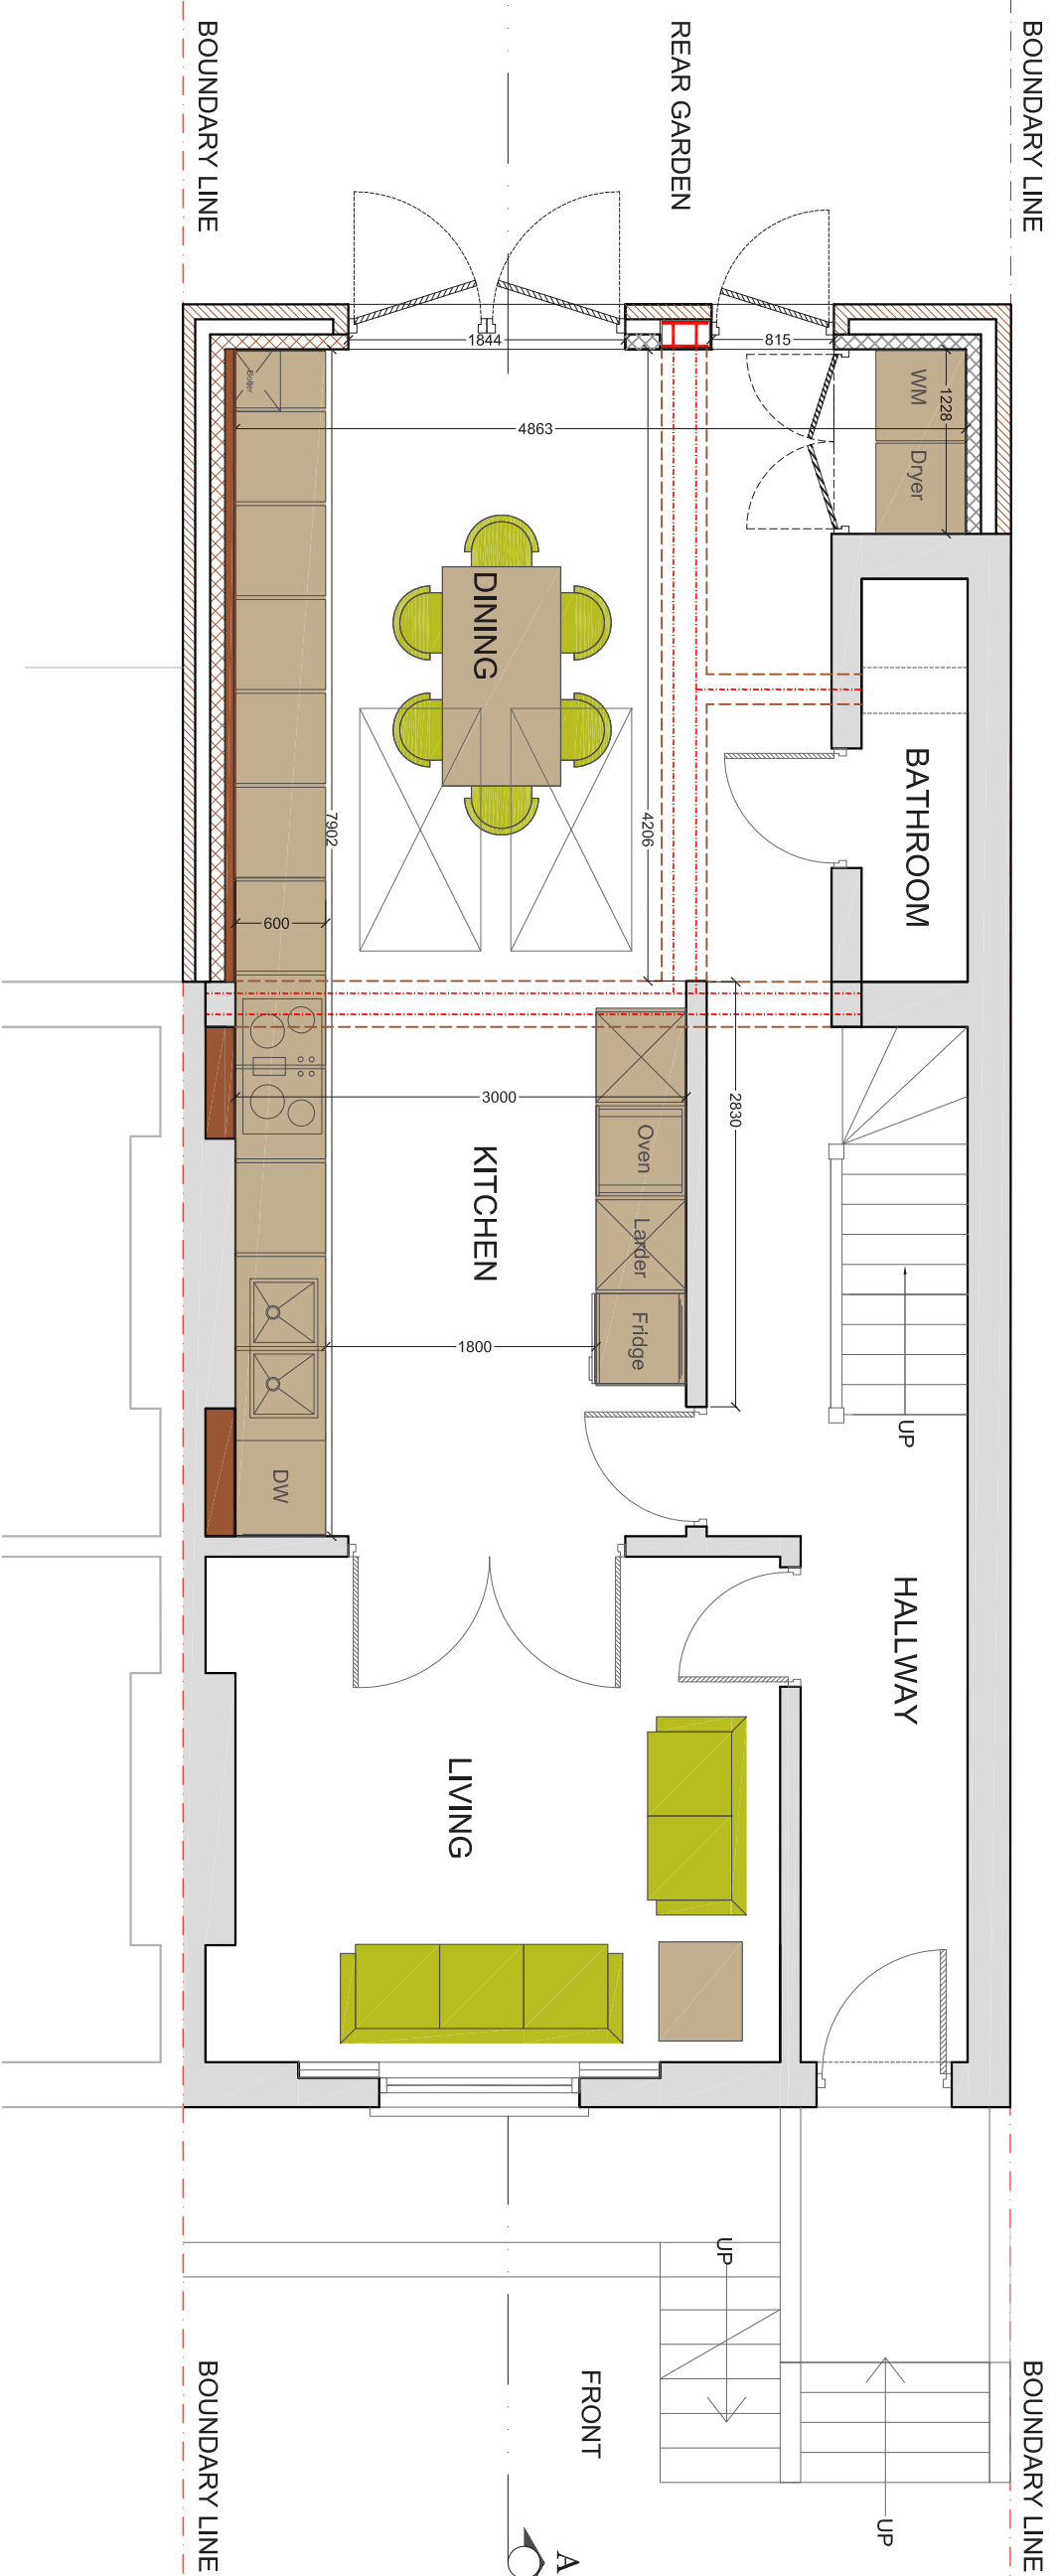 BOUNDARY LINE
REAR GARDEN
BOUNDARY LINE
1844
815
Boiler
WM
1228
4863
Dryer
DINING
7902
4206
BATHROOM
600
3000
2830
Oven
KITCHEN
Larder
Fridge
1800
UP
DW
HALLWAY
LIVING
UP
FRONT
BOUNDARY LINE
BOUNDARY LINE
UP
A